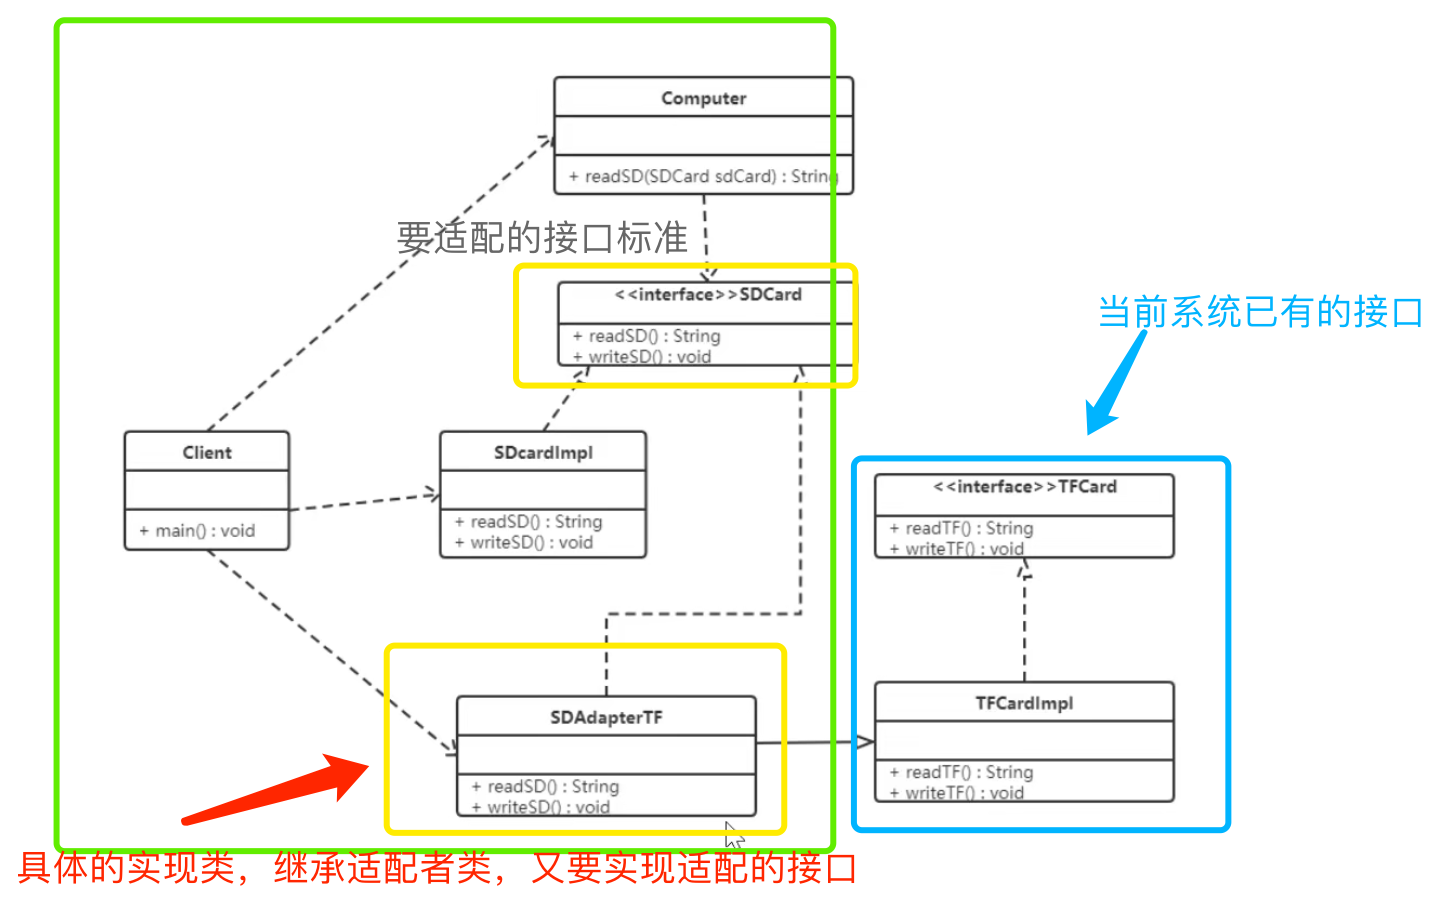 Computer
+ readSD(SDCard sdCard) : String
要适配的接口标准
<<interface>>SDCard
+ readSD() : String
+ writeSD() : void
当前系统已有的接口
Client
+ main() : void
SDcardImpl
+ readSD() : String
+ writeSD() : void
<<interface>>TFCard
+ readTF() : String
+ writeTF() : void
SDAdapterTF
+ readSD() : String
+ writeSD() : void
TFCardImpl
+ readTF() : String
+ writeTF() : void
具体的实现类，继承适配者类，又要实现适配的接口